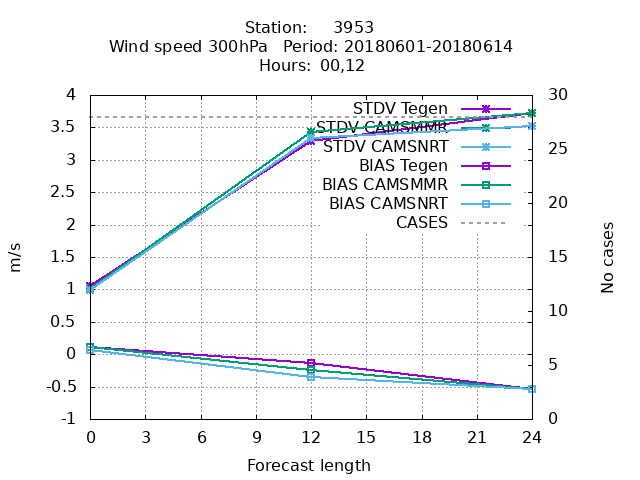 Station: 3953
Wind speed 300hPa Period: 20180601-20180614
Hours: 00,12
4
3.5
3
2.5
2
1.5
1
0.5
0
-0.5
-1
m/s
STDV Tegen
STDV CAMSMMR
STDV CAMSNRT
BIAS Tegen
BIAS CAMSMMR
BIAS CAMSNRT
CASES
30
25
20
15
10
5
0
No cases
0 3 6 9 12 15 18 21 24
Forecast length